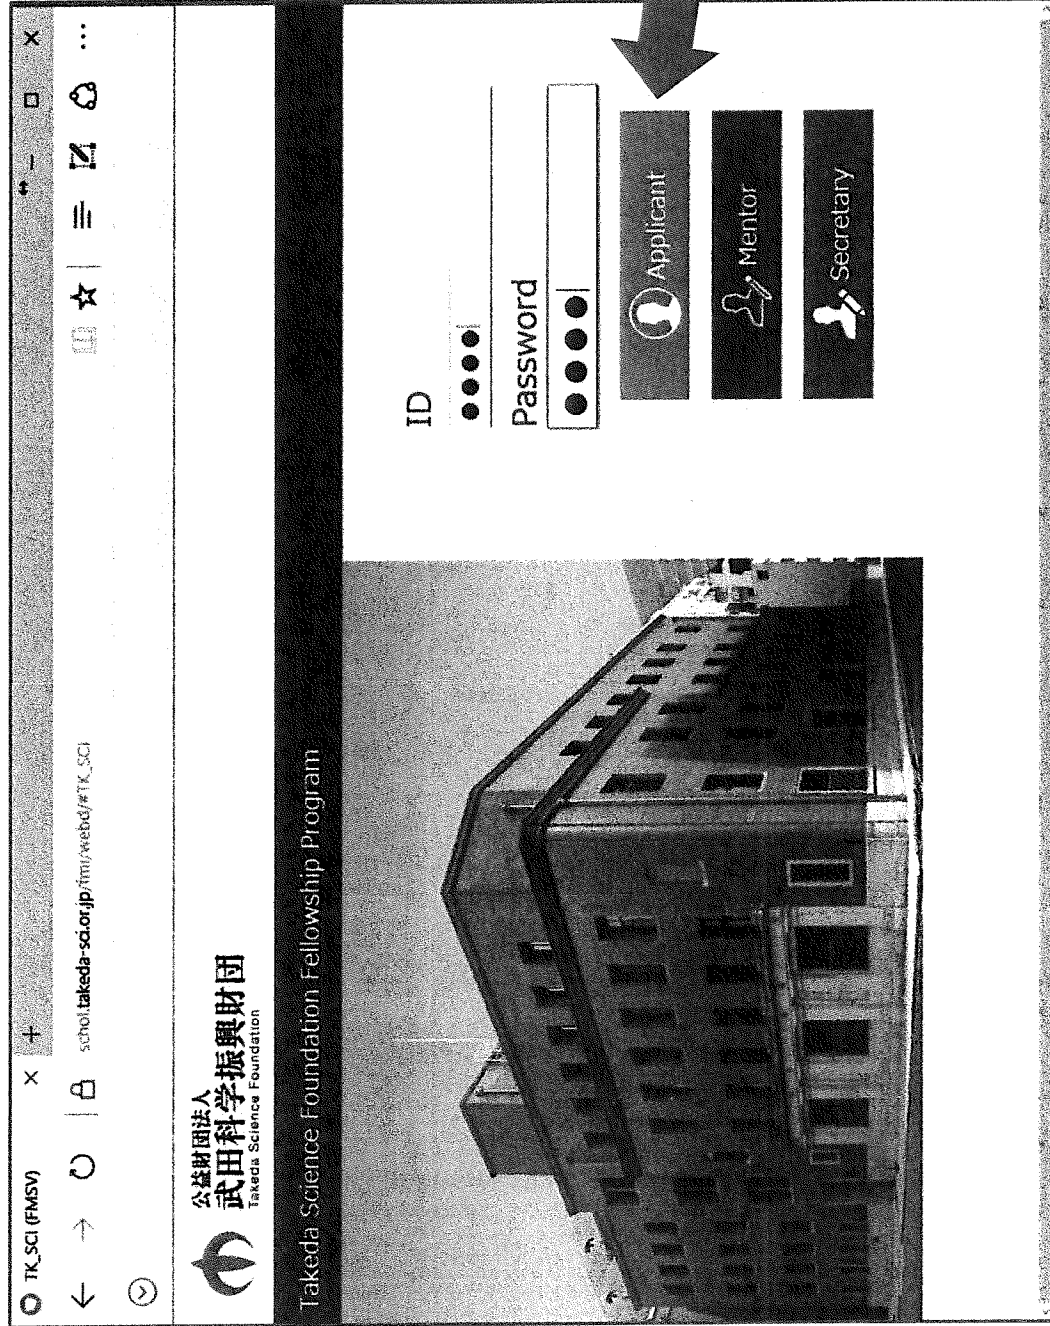 TK_SCI (FMSV)
schol.takeda-sci.or.jp/fmi/webd/#TK_SCI
公益財団法人
武田科学振興財団
Takeda Science Foundation
Takeda Science Foundation Fellowship Program
ID
Password
Applicant
Mentor
Secretary